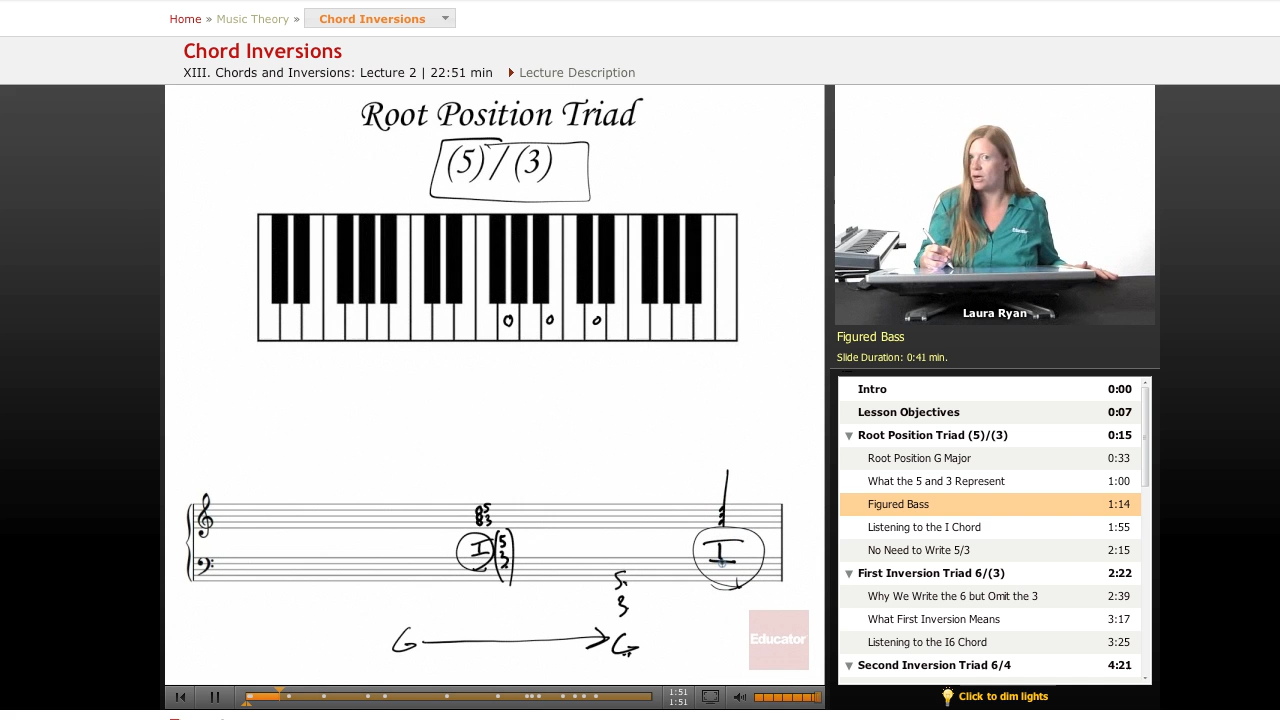 Home » Music Theory » Chord Inversions
Chord Inversions
XIII. Chords and Inversions: Lecture 2 | 22:51 min Lecture Description
Root Position Triad
(5)/(3)
5
3
I (5
3
I
5
3
G G
Educator
Laura Ryan
Figured Bass
Slide Duration: 0:41 min.
Intro 0:00
Lesson Objectives 0:07
Root Position Triad (5)/(3) 0:15
Root Position G Major 0:33
What the 5 and 3 Represent 1:00
Figured Bass 1:14
Listening to the I Chord 1:55
No Need to Write 5/3 2:15
First Inversion Triad 6/(3) 2:22
Why We Write the 6 but Omit the 3 2:39
What First Inversion Means 3:17
Listening to the I6 Chord 3:25
Second Inversion Triad 6/4 4:21
1:51
1:51
Click to dim lights